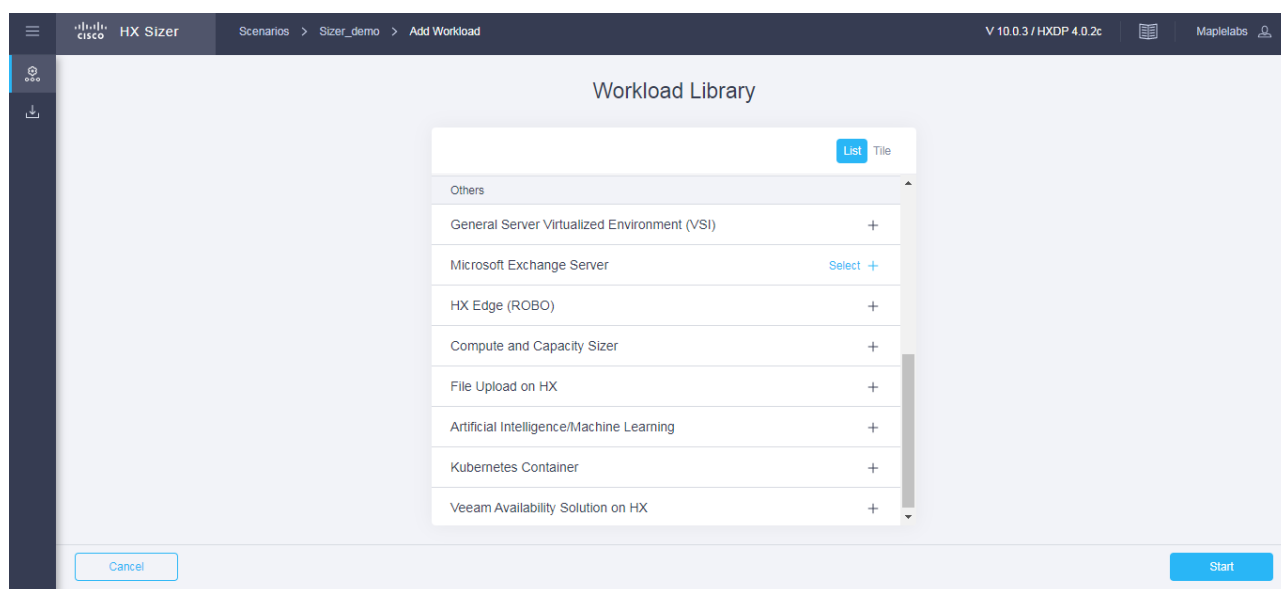 cisco HX Sizer Scenarios > Sizer_demo > Add Workload V 10.0.3 / HXDP 4.0.2c Maplelabs
Workload Library
List Tile
Others
General Server Virtualized Environment (VSI) +
Microsoft Exchange Server Select +
HX Edge (ROBO) +
Compute and Capacity Sizer +
File Upload on HX +
Artificial Intelligence/Machine Learning +
Kubernetes Container +
Veeam Availability Solution on HX +
Cancel Start